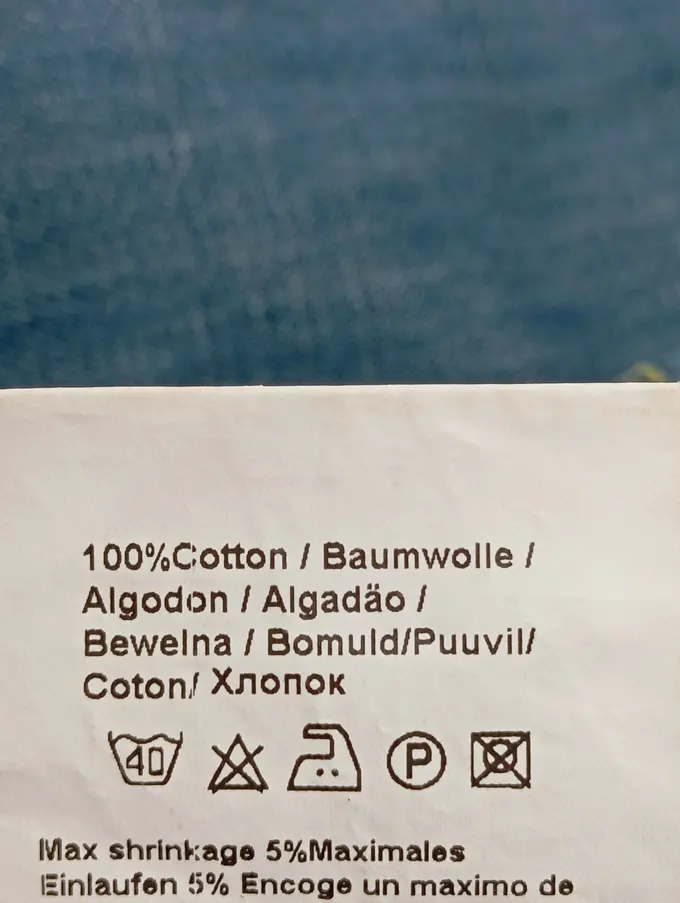 100%Cotton / Baumwolle /
Algodon / Algadäo /
Bewelna / Bomuld/Puuvil/
Coton/ Хлопок
40 P
Max shrinkage 5%Maximales
Einlaufen 5% Encoge un maximo de